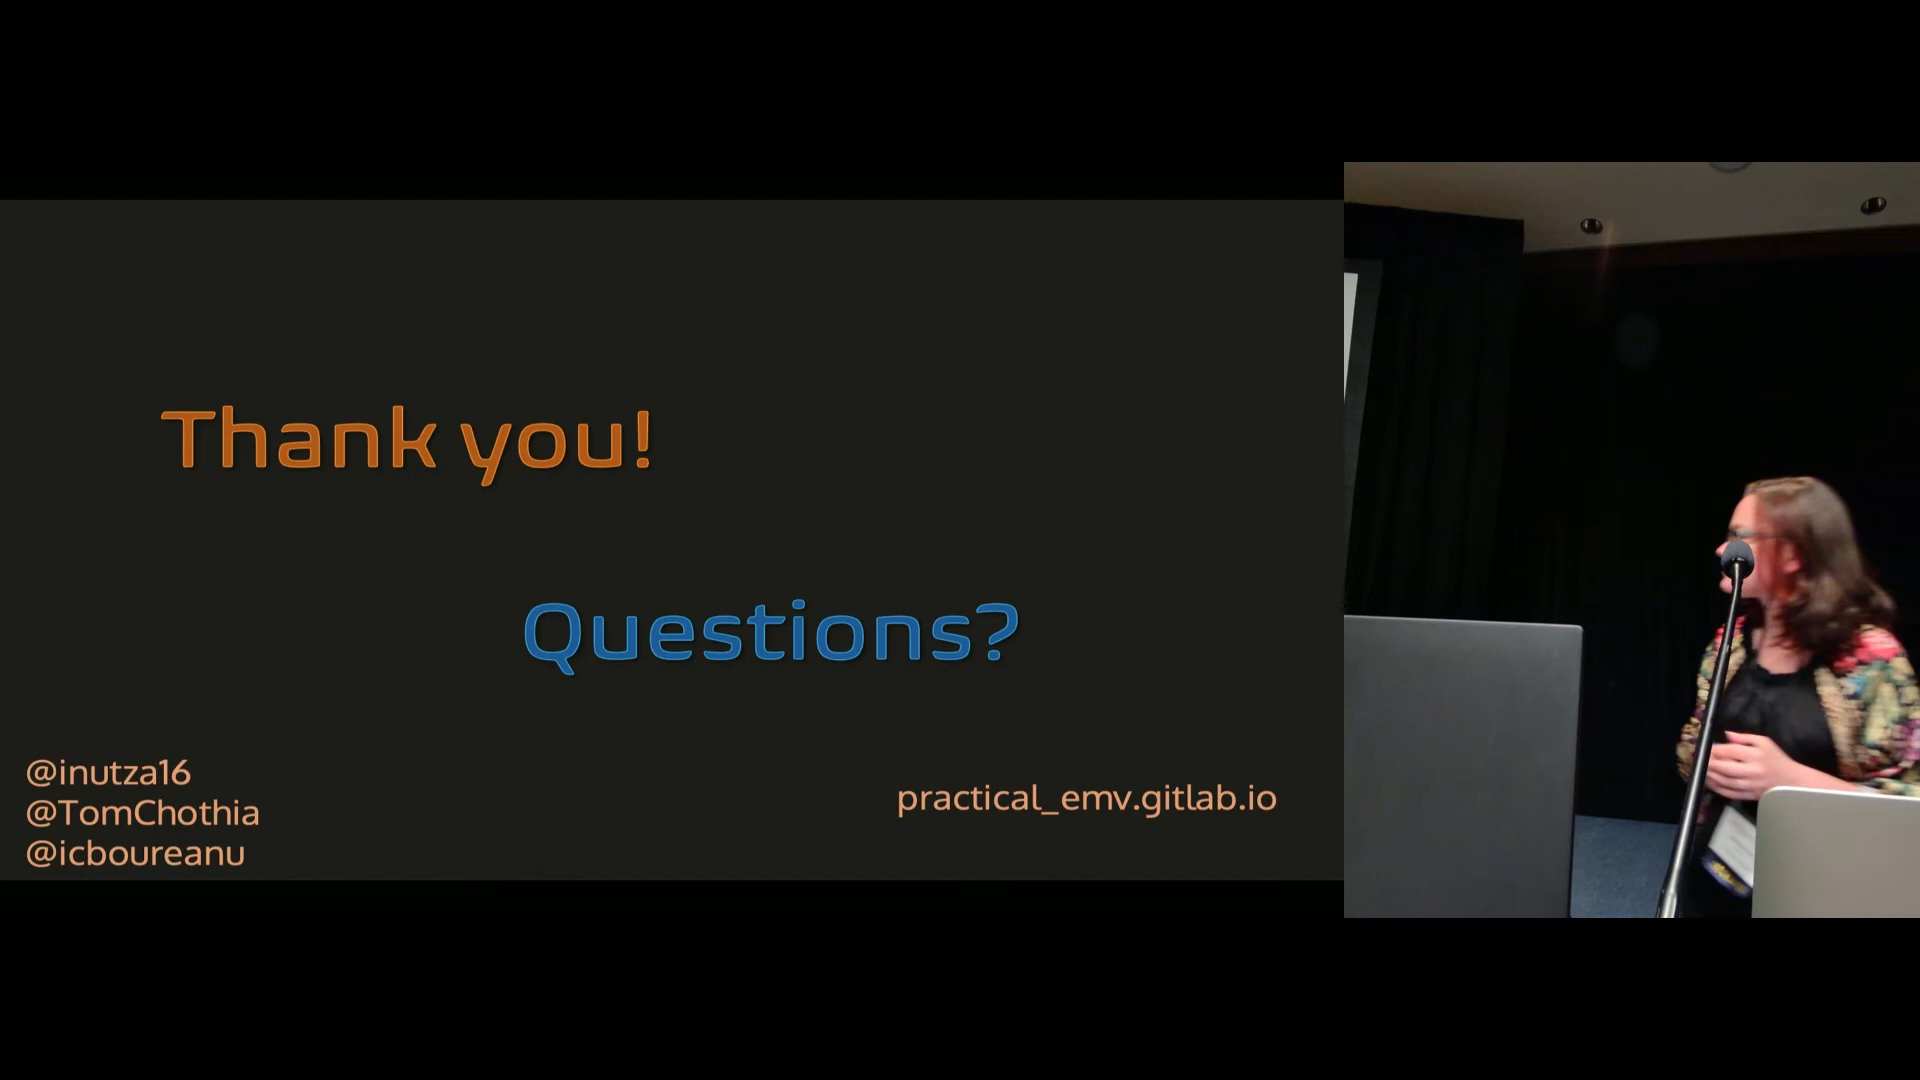 Thank you!
Questions?
@inutza16
@TomChothia
@icboureanu
practical_emv.gitlab.io